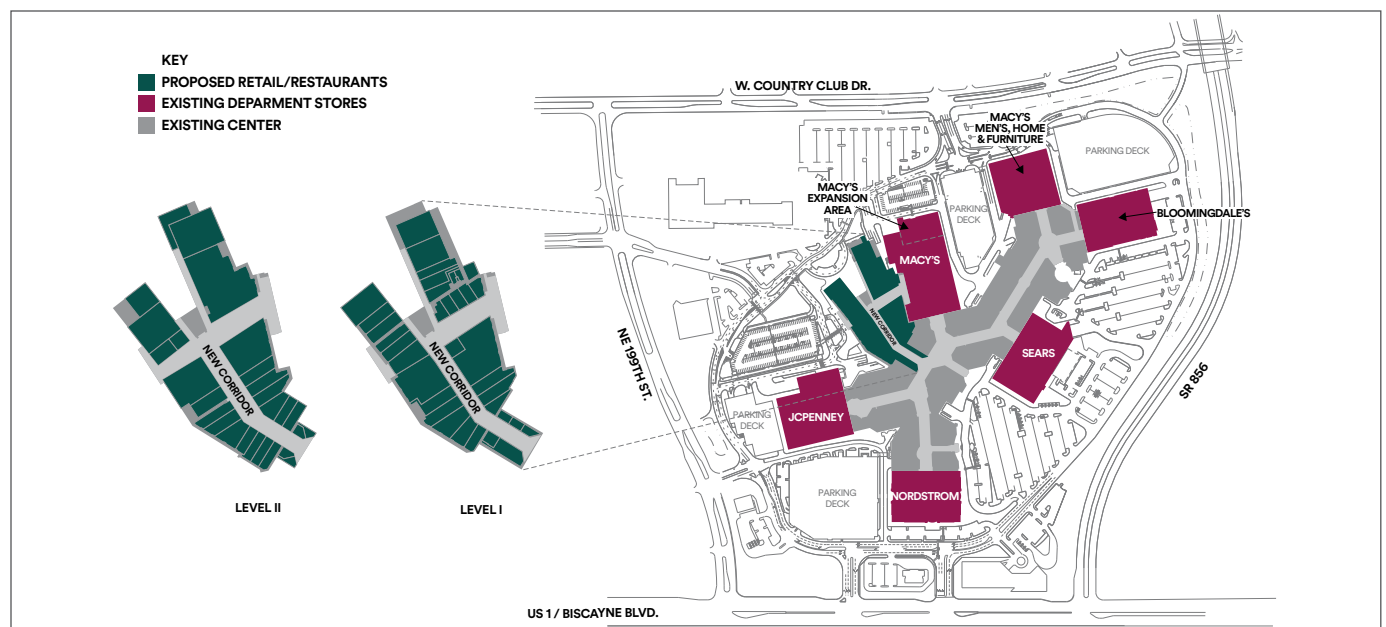 KEY
PROPOSED RETAIL/RESTAURANTS
EXISTING DEPARMENT STORES
EXISTING CENTER
W. COUNTRY CLUB DR.
MACY'S
MEN'S, HOME
& FURNITURE
PARKING DECK
MACY'S
EXPANSION
AREA
PARKING
DECK
BLOOMINGDALE'S
MACY'S
NEW CORRIDOR
NEW CORRIDOR
NEW CORRIDOR
NE 199TH ST.
SEARS
SR 856
JCPENNEY
PARKING
DECK
PARKING
DECK
NORDSTROM
LEVEL II
LEVEL I
US 1 / BISCAYNE BLVD.